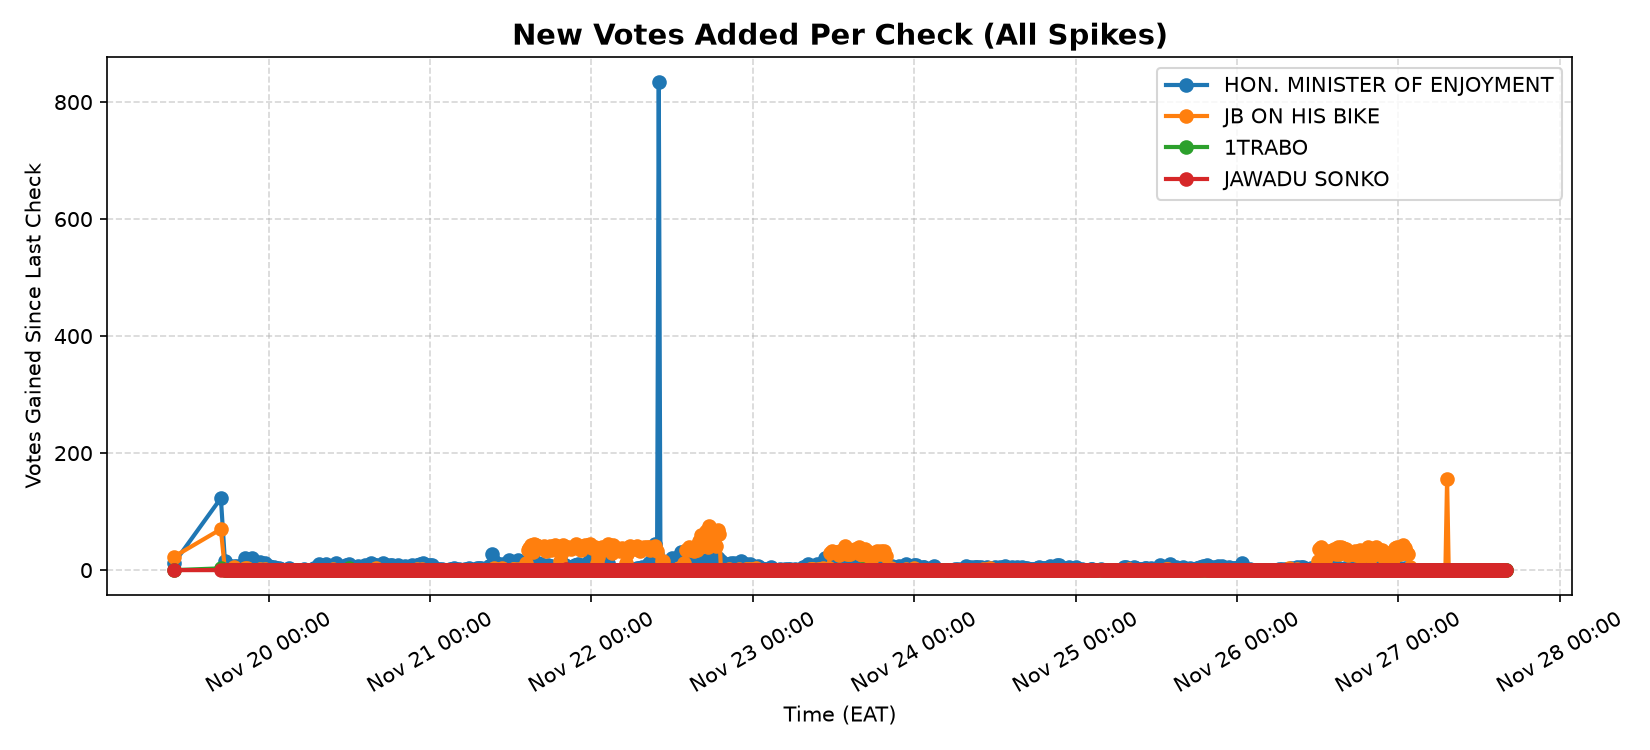 New Votes Added Per Check (All Spikes)
HON. MINISTER OF ENJOYMENT
JB ON HIS BIKE
1TRABO
JAWADU SONKO
Votes Gained Since Last Check
800
600
400
200
0
Nov 20 00:00
Nov 21 00:00
Nov 22 00:00
Nov 23 00:00
Nov 24 00:00
Nov 25 00:00
Nov 26 00:00
Nov 27 00:00
Nov 28 00:00
Time (EAT)